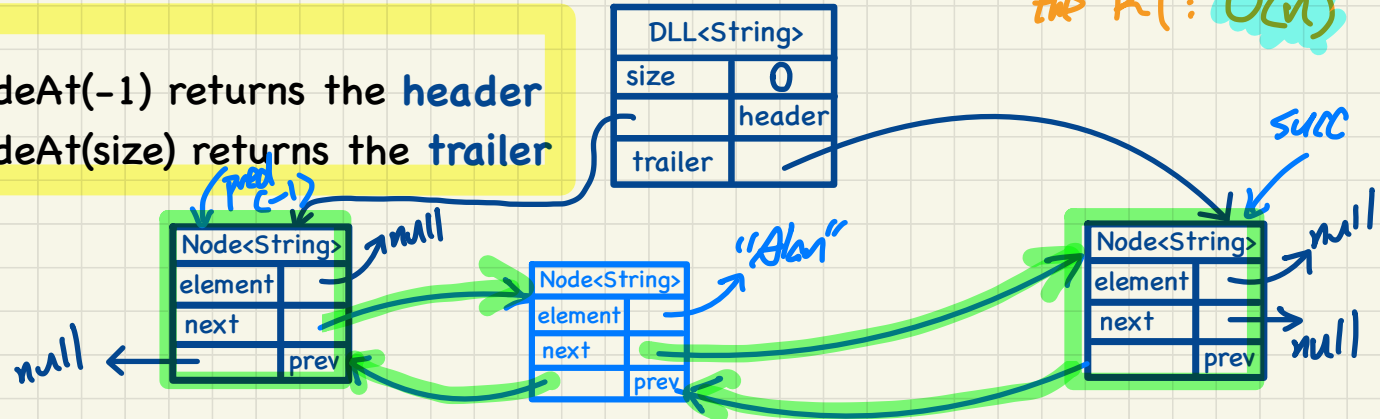 deAt(-1) returns the header
deAt(size) returns the trailer
the RT: O(n)
DLL<String>
size 0
header
trailer
succ
pred (-1)
Node<String>
element
next
prev
null
null
Node<String>
element
next
prev
"Alan"
Node<String>
element
next
prev
null
null